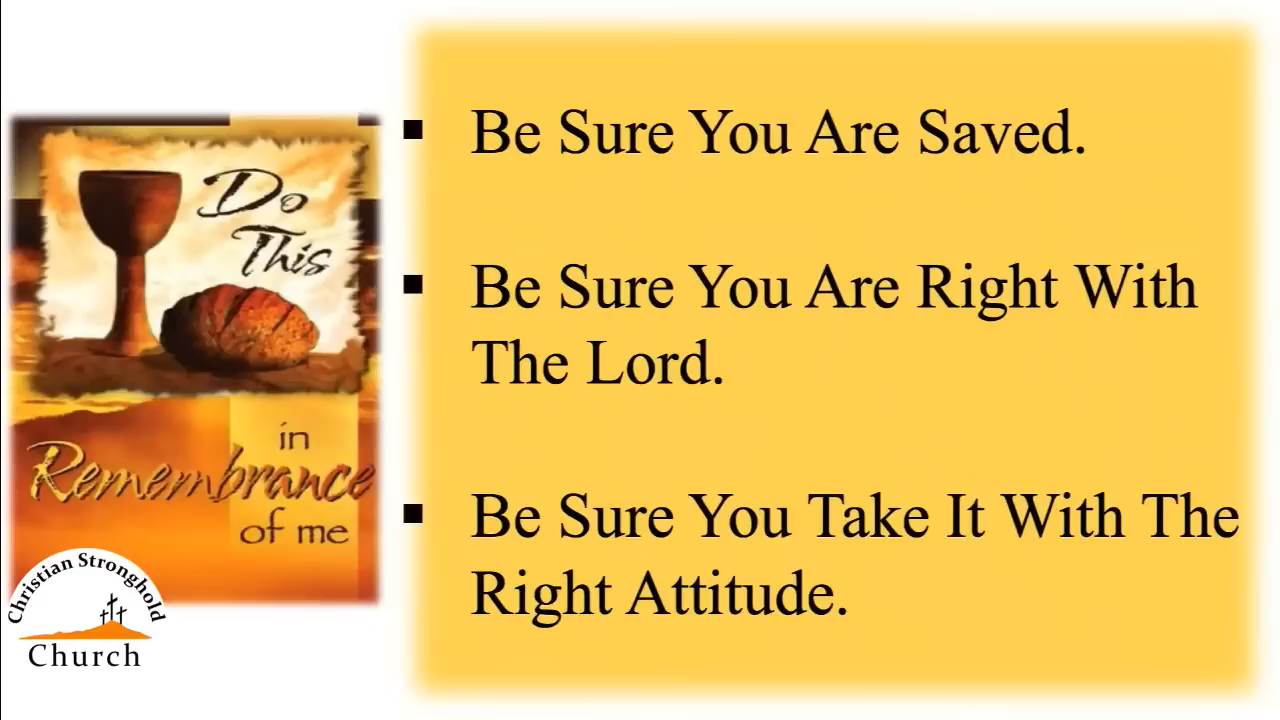 Do
This
in
Remembrance
of me
Christian Stronghold
Church
Be Sure You Are Saved.
Be Sure You Are Right With
The Lord.
Be Sure You Take It With The
Right Attitude.